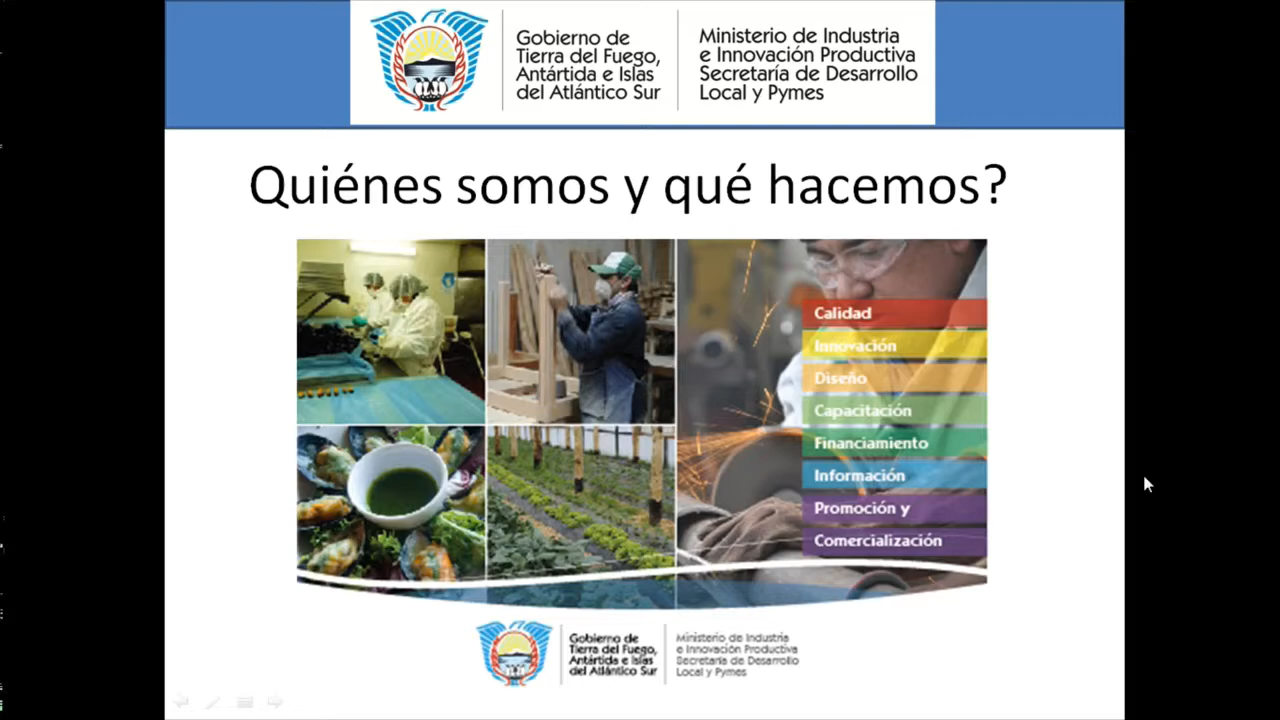 Gobierno de
Tierra del Fuego,
Antártida e Islas
del Atlántico Sur
Ministerio de Industria
e Innovación Productiva
Secretaría de Desarrollo
Local y Pymes
Quiénes somos y qué hacemos?
Calidad
Innovación
Diseño
Capacitación
Financiamiento
Información
Promoción y
Comercialización
Gobierno de
Tierra del Fuego,
Antártida e Islas
del Atlántico Sur
Ministerio de Industria
e Innovación Productiva
Secretaría de Desarrollo
Local y Pymes